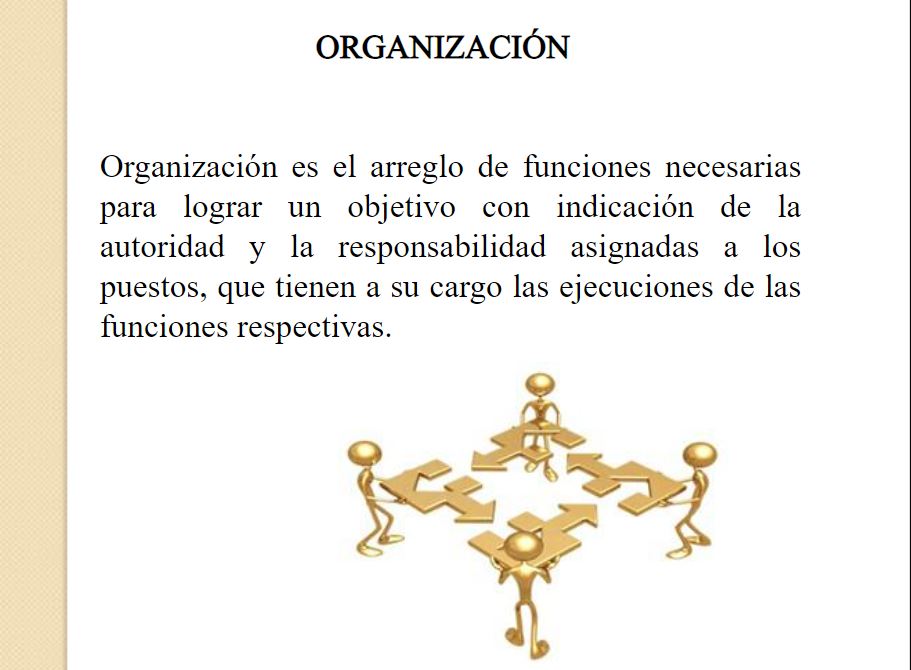 ORGANIZACIÓN
Organización es el arreglo de funciones necesarias
para lograr un objetivo con indicación de la
autoridad y la responsabilidad asignadas a los
puestos, que tienen a su cargo las ejecuciones de las
funciones respectivas.